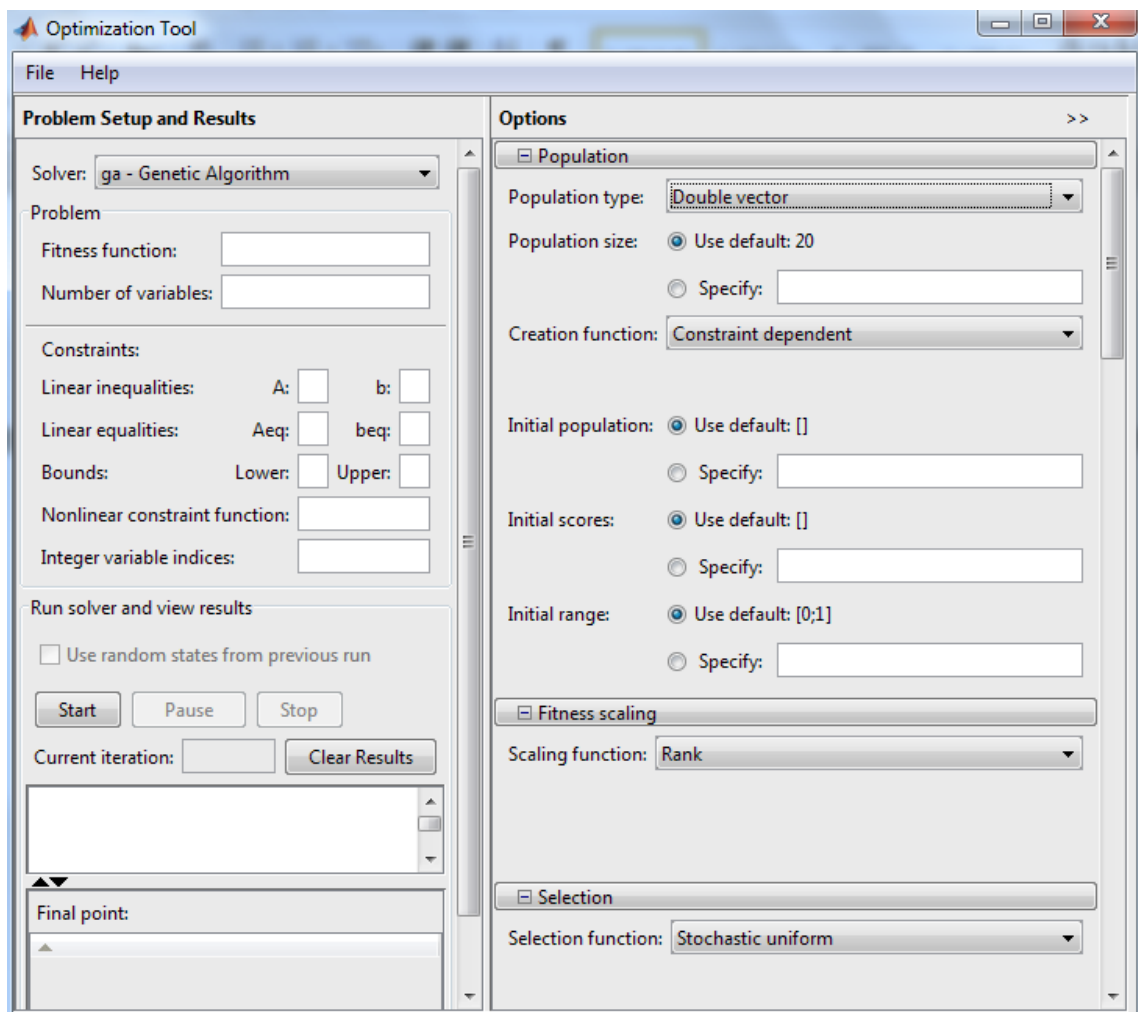 Optimization Tool
File Help
Problem Setup and Results
Solver: ga - Genetic Algorithm
Problem
Fitness function:
Number of variables:
Constraints:
Linear inequalities: A: b:
Linear equalities: Aeq: beq:
Bounds: Lower: Upper:
Nonlinear constraint function:
Integer variable indices:
Run solver and view results
Use random states from previous run
Start Pause Stop
Current iteration: Clear Results
Final point:
Options >>
Population
Population type: Double vector
Population size: Use default: 20
Specify:
Creation function: Constraint dependent
Initial population: Use default: []
Specify:
Initial scores: Use default: []
Specify:
Initial range: Use default: [0;1]
Specify:
Fitness scaling
Scaling function: Rank
Selection
Selection function: Stochastic uniform